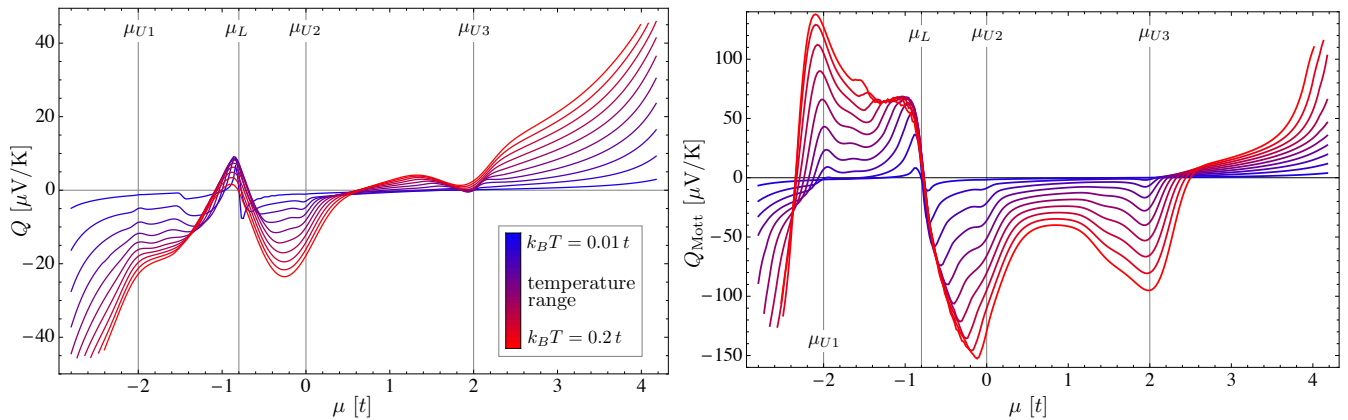 μU1 μL μU2 μU3
40
20
0
−20
−40
Q [μV/K]
kBT = 0.01 t
temperature
range
kBT = 0.2 t
−2 −1 0 1 2 3 4
μ [t]
μL μU2 μU3
100
50
0
−50
−100
−150
QMott [μV/K]
μU1
−2 −1 0 1 2 3 4
μ [t]